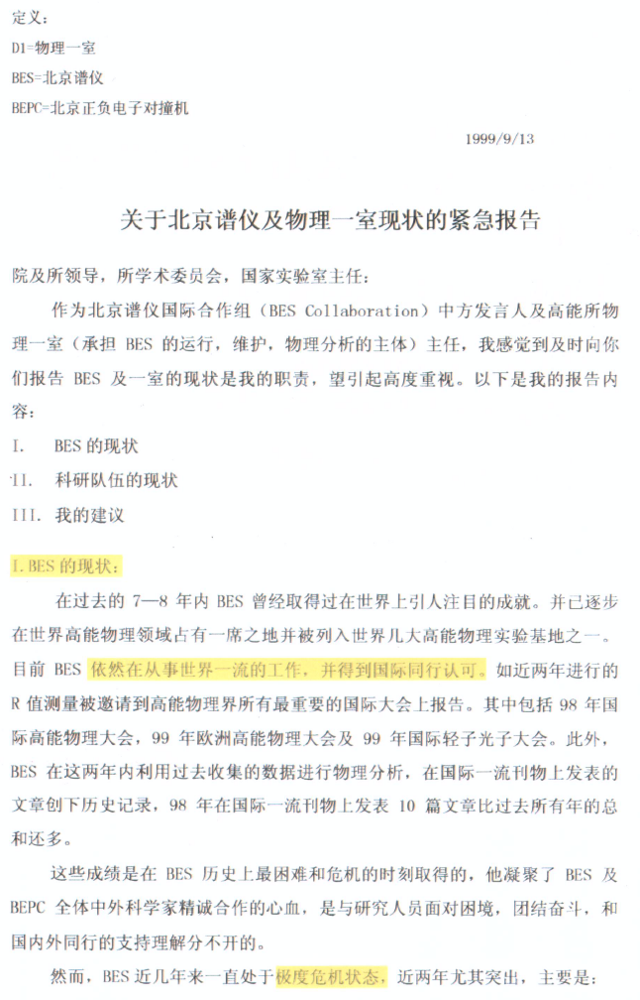 定义：
D1=物理一室
BES=北京谱仪
BEPC=北京正负电子对撞机
1999/9/13
关于北京谱仪及物理一室现状的紧急报告
院及所领导，所学术委员会，国家实验室主任：
作为北京谱仪国际合作组（BES Collaboration）中方发言人及高能所物
理一室（承担 BES 的运行，维护，物理分析的主体）主任，我感觉到及时向你
们报告 BES 及一室的现状是我的职责，望引起高度重视。以下是我的报告内
容：
I. BES 的现状
II. 科研队伍的现状
III. 我的建议
I. BES 的现状：
在过去的 7—8 年内 BES 曾经取得过在世界上引人注目的成就。并已逐步
在世界高能物理领域占有一席之地并被列入世界几大高能物理实验基地之一。
目前 BES 依然在从事世界一流的工作，并得到国际同行认可。如近两年进行的
R 值测量被邀请到高能物理界所有最重要的国际大会上报告。其中包括 98 年国
际高能物理大会，99 年欧洲高能物理大会及 99 年国际轻子光子大会。此外，
BES 在这两年内利用过去收集的数据进行物理分析，在国际一流刊物上发表的
文章创下历史记录，98 年在国际一流刊物上发表 10 篇文章比过去所有年的总
和还多。
这些成绩是在 BES 历史上最困难和危机的时刻取得的，他凝聚了 BES 及
BEPC 全体中外科学家精诚合作的心血，是与研究人员面对困境，团结奋斗，和
国内外同行的支持理解分不开的。
然而，BES 近几年来一直处于极度危机状态，近两年尤其突出，主要是：